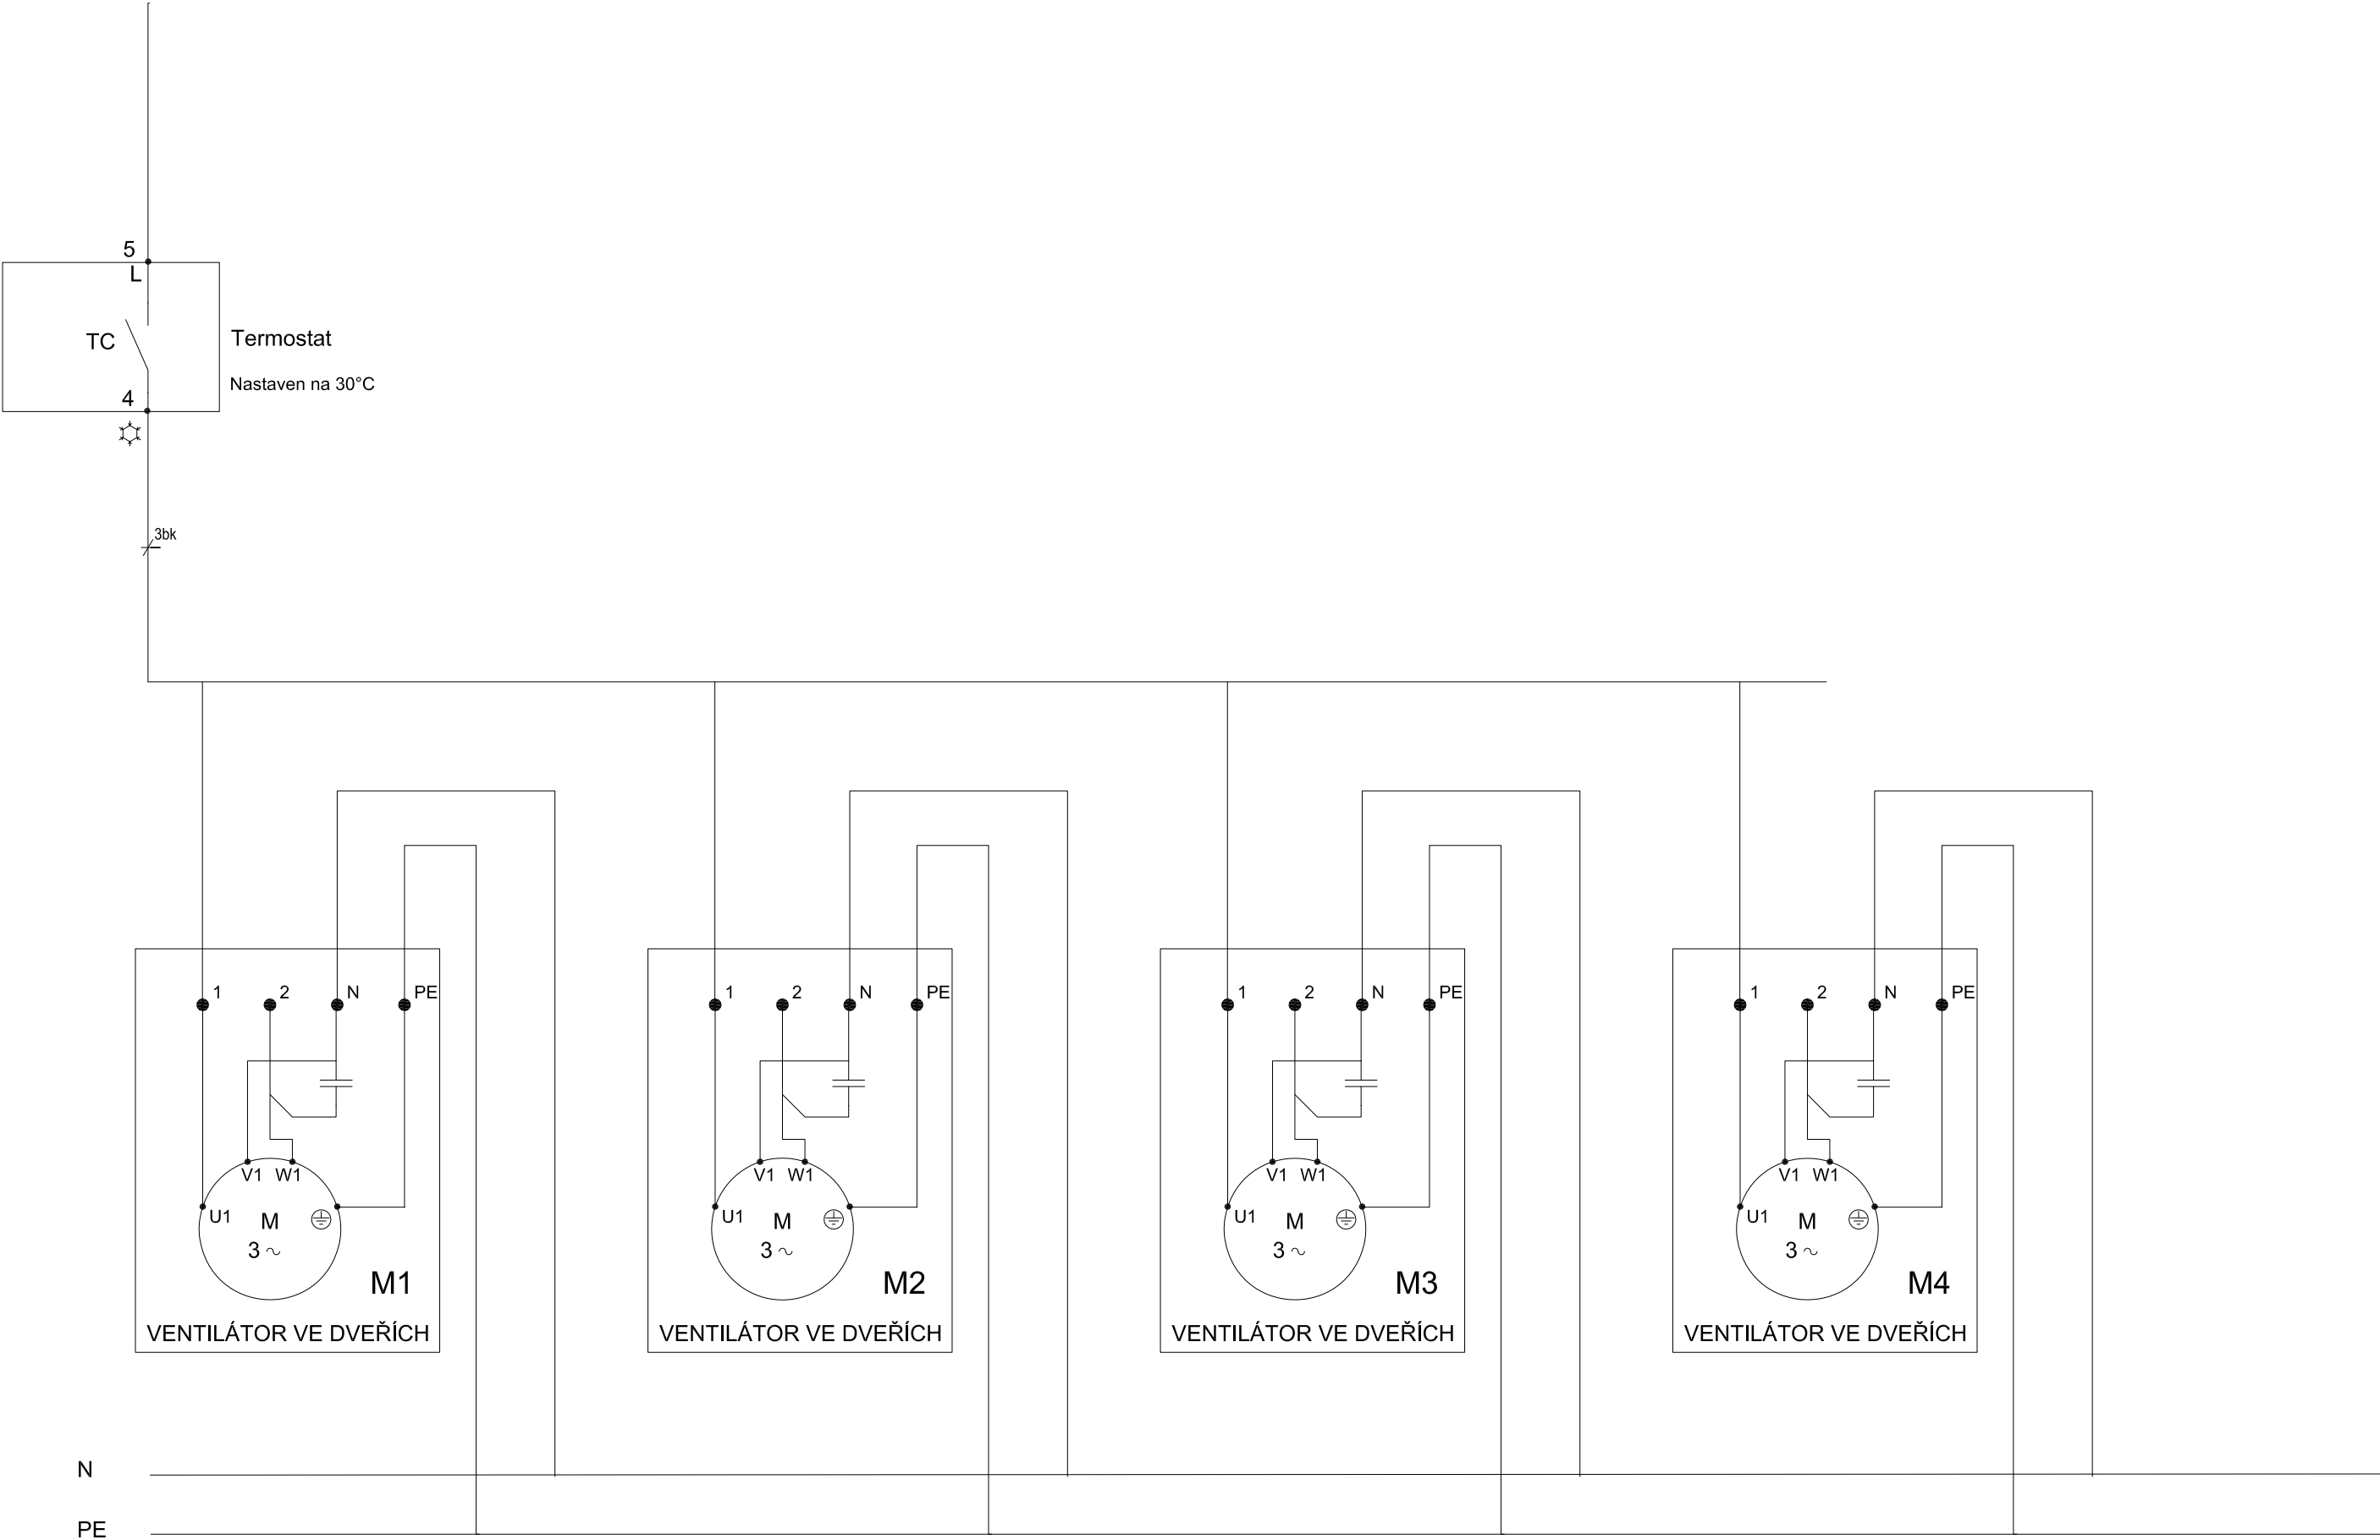 5
L
TC
Termostat
Nastaven na 30°C
4
3bk
1 2 N PE
1 2 N PE
1 2 N PE
1 2 N PE
V1 W1
V1 W1
V1 W1
V1 W1
U1 M
U1 M
U1 M
U1 M
3 ~
3 ~
3 ~
3 ~
M1
M2
M3
M4
VENTILÁTOR VE DVEŘÍCH
VENTILÁTOR VE DVEŘÍCH
VENTILÁTOR VE DVEŘÍCH
VENTILÁTOR VE DVEŘÍCH
N
PE